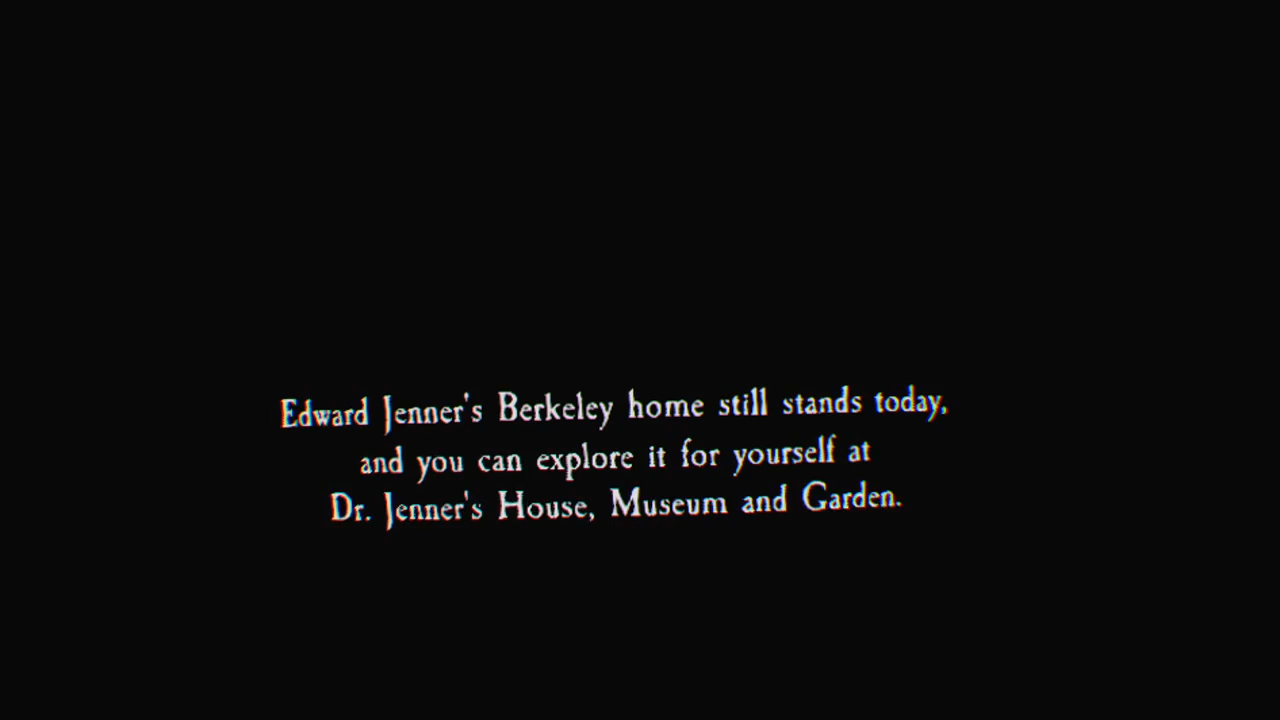 Edward Jenner's Berkeley home still stands today,
and you can explore it for yourself at
Dr. Jenner's House, Museum and Garden.